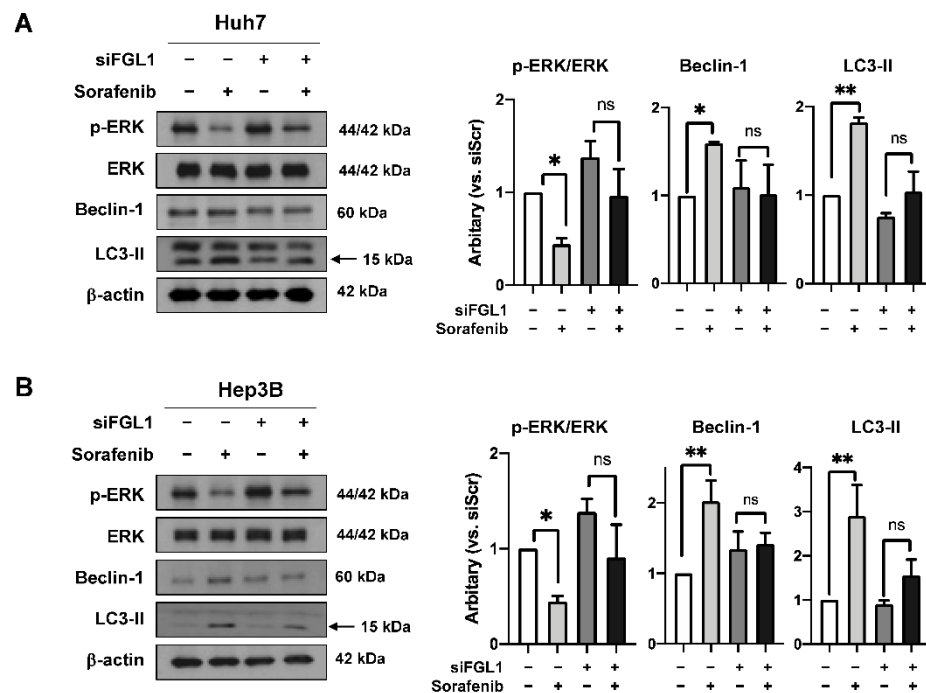 A
Huh7
siFGL1 – – + +
Sorafenib – + – +
p-ERK 44/42 kDa
ERK 44/42 kDa
Beclin-1 60 kDa
LC3-II ← 15 kDa
β-actin 42 kDa
p-ERK/ERK
Beclin-1
LC3-II
Arbitary (vs. siScr)
2
1
0
* ns
2
1
0
* ns
2
1
0
** ns
siFGL1 – – + + – – + + – – + +
Sorafenib – + – + – + – + – + – +
B
Hep3B
siFGL1 – – + +
Sorafenib – + – +
p-ERK 44/42 kDa
ERK 44/42 kDa
Beclin-1 60 kDa
LC3-II ← 15 kDa
β-actin 42 kDa
p-ERK/ERK
Beclin-1
LC3-II
Arbitary (vs. siScr)
2
1
0
* ns
2
1
0
** ns
4
3
2
1
0
** ns
siFGL1 – – + + – – + + – – + +
Sorafenib – + – + – + – + – + – +